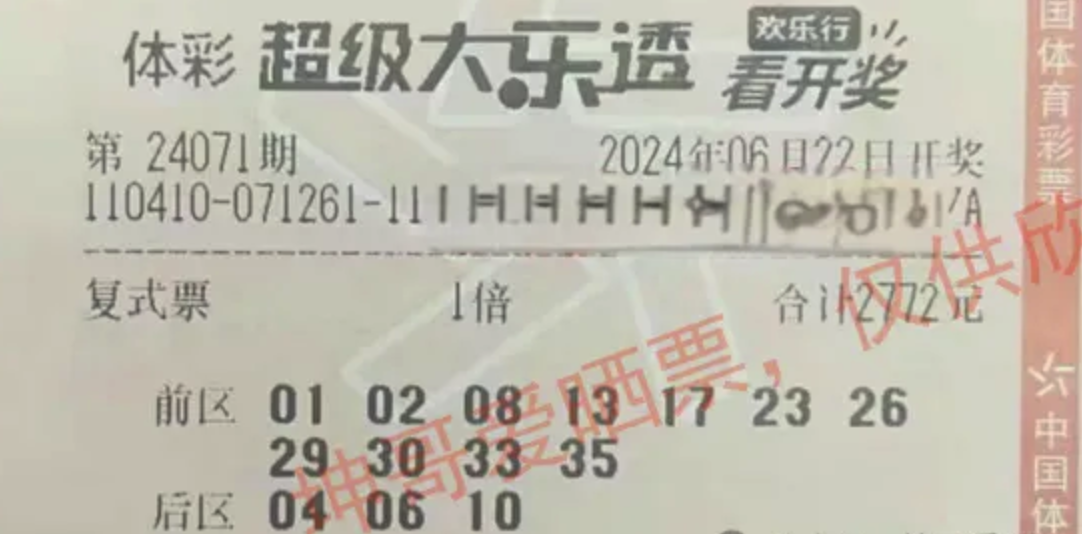 体彩 超级大乐透 欢乐行 看开奖
第 24071期 2024年06月22日开奖
110410-071261-11 /A
复式票 1倍 合计2772元
前区 01 02 08 13 17 23 26
29 30 33 35
后区 04 06 10
坤哥爱晒票，仅供欣
国体育彩票
中国体